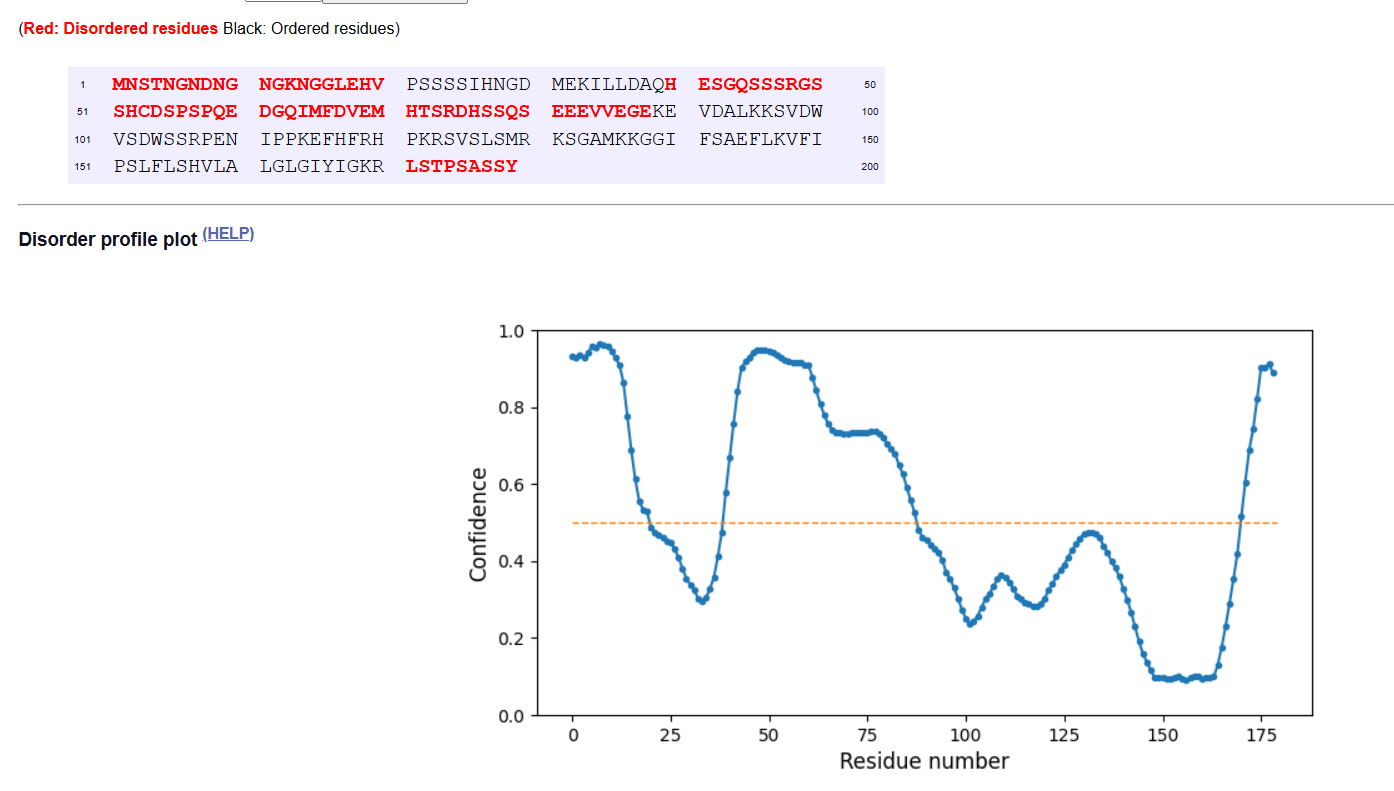 (Red: Disordered residues Black: Ordered residues)
1 MNSTNGNDNG NGKNGGLEHV PSSSSIHNGD MEKILLDAQH ESGQSSSRGS 50
51 SHCDSPSPQE DGQIMFDVEM HTSRDHSSQS EEEVVEGEKE VDALKKSVDW 100
101 VSDWSSRPEN IPPKEFHFRH PKRSVSLSMR KSGAMKKGGI FSAEFLKVFI 150
151 PSLFLSHVLA LGLGIYIGKR LSTPSASSY 200
Disorder profile plot (HELP)
1.0
0.8
0.6
0.4
0.2
0.0
Confidence
0 25 50 75 100 125 150 175
Residue number